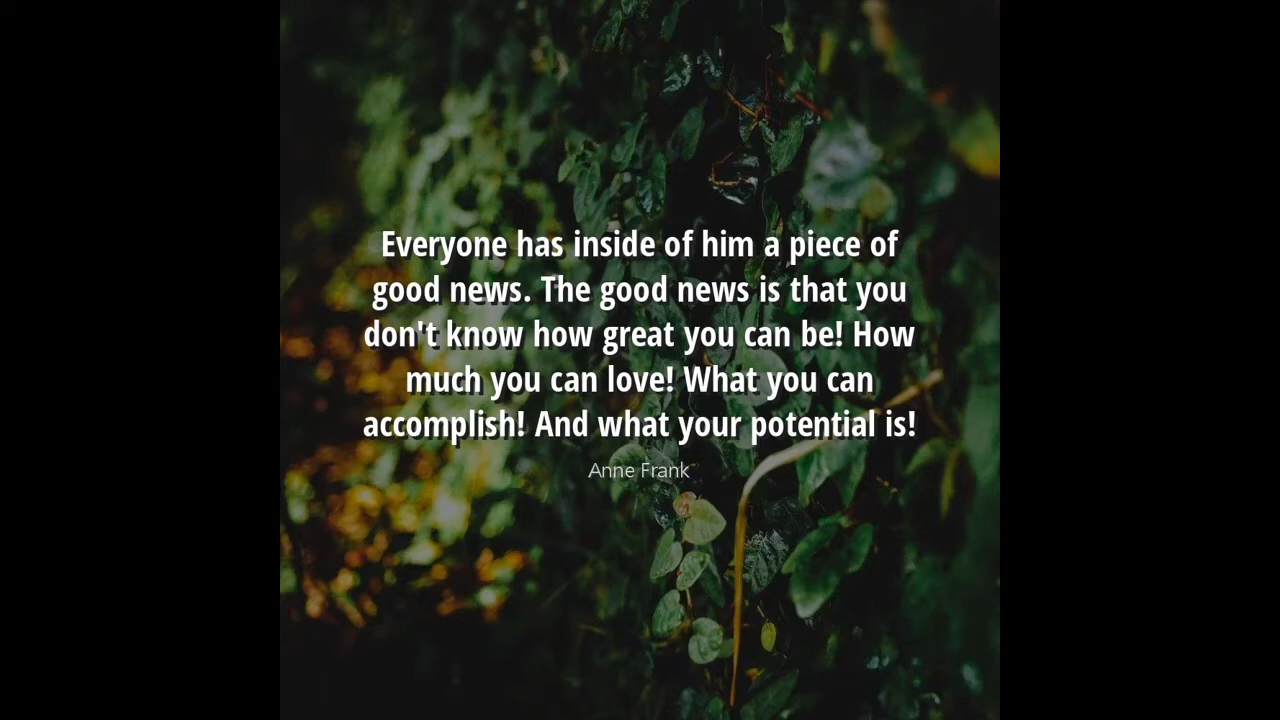 Everyone has inside of him a piece of
good news. The good news is that you
don't know how great you can be! How
much you can love! What you can
accomplish! And what your potential is!
Anne Frank